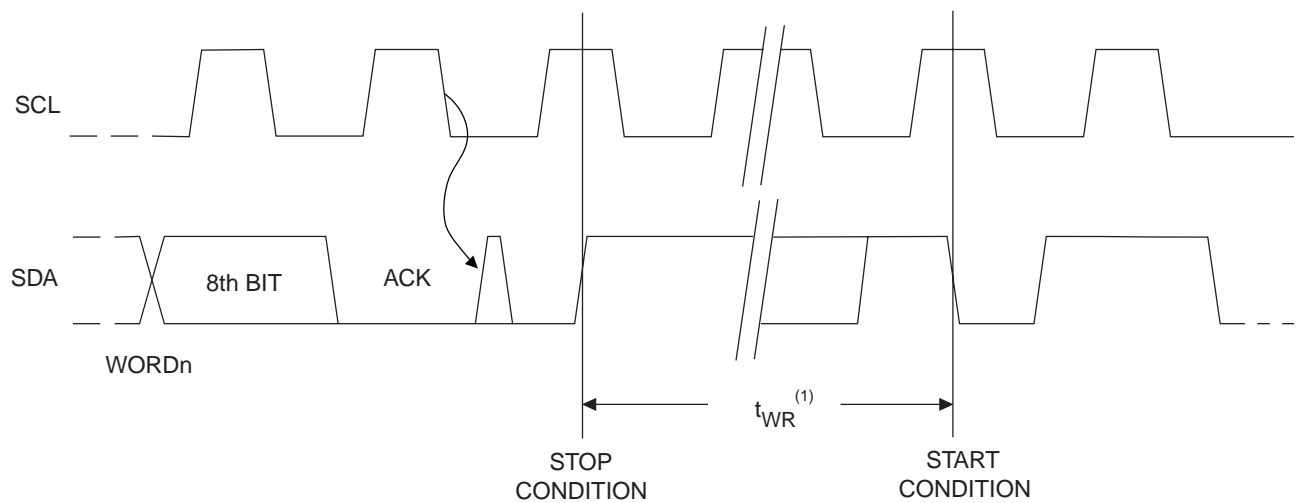 SCL
SDA
8th BIT
ACK
WORDn
tWR(1)
STOP
CONDITION
START
CONDITION